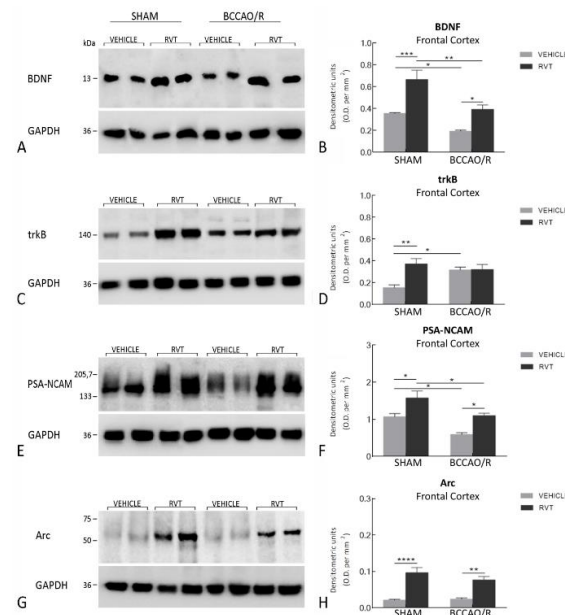 SHAM BCCAO/R
VEHICLE RVT VEHICLE RVT
kDa
BDNF 13
GAPDH 36
A
BDNF
Frontal Cortex
Densitometric units
(O.D. per mm²)
1.0
0.8
0.6
0.4
0.2
0.0
*** ** * *
SHAM BCCAO/R
VEHICLE
RVT
B
VEHICLE RVT VEHICLE RVT
trkB 140
GAPDH 36
C
trkB
Frontal Cortex
Densitometric units
(O.D. per mm²)
1.0
0.8
0.6
0.4
0.2
0.0
** *
SHAM BCCAO/R
VEHICLE
RVT
D
VEHICLE RVT VEHICLE RVT
205,7
PSA-NCAM
133
GAPDH 36
E
PSA-NCAM
Frontal Cortex
Densitometric units
(O.D. per mm²)
3
2
1
0
* * * *
SHAM BCCAO/R
VEHICLE
RVT
F
VEHICLE RVT VEHICLE RVT
75
Arc
50
GAPDH 36
G
Arc
Frontal Cortex
Densitometric units
(O.D. per mm²)
0.3
0.2
0.1
0.0
**** **
SHAM BCCAO/R
VEHICLE
RVT
H